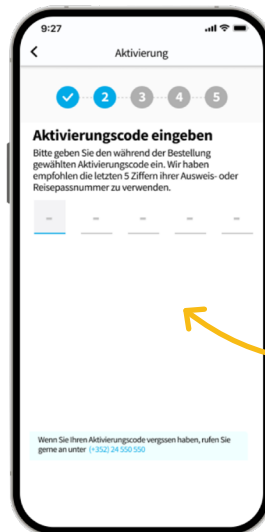 9:27
Aktivierung
2 3 4 5
Aktivierungscode eingeben
Bitte geben Sie den während der Bestellung
gewählten Aktivierungscode ein. Wir haben
empfohlen die letzten 5 Ziffern ihrer Ausweis- oder
Reisepassnummer zu verwenden.
– – – – –
Wenn Sie Ihren Aktivierungscode vergssen haben, rufen Sie
gerne an unter (+352) 24 550 550